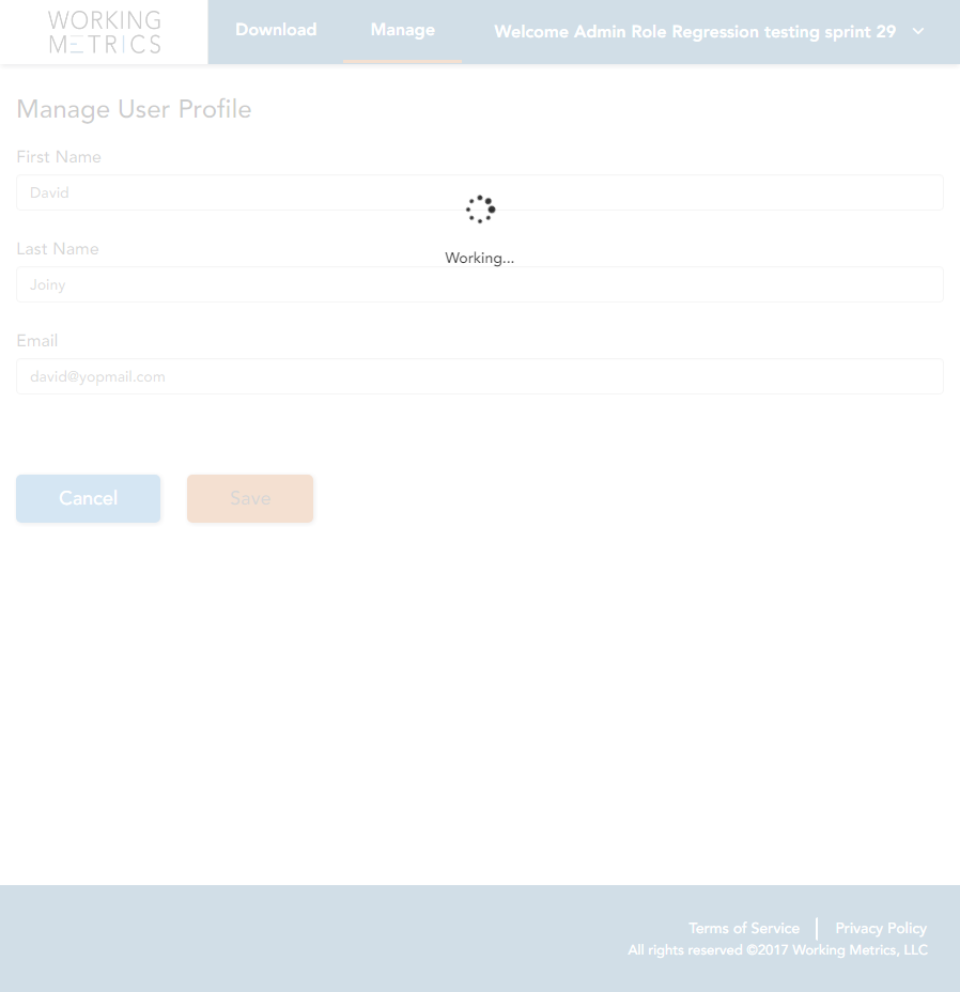 WORKING
METRICS
Download Manage Welcome Admin Role Regression testing sprint 29
Manage User Profile
First Name
David
Working...
Last Name
Joiny
Email
david@yopmail.com
Cancel Save
Terms of Service | Privacy Policy
All rights reserved ©2017 Working Metrics, LLC